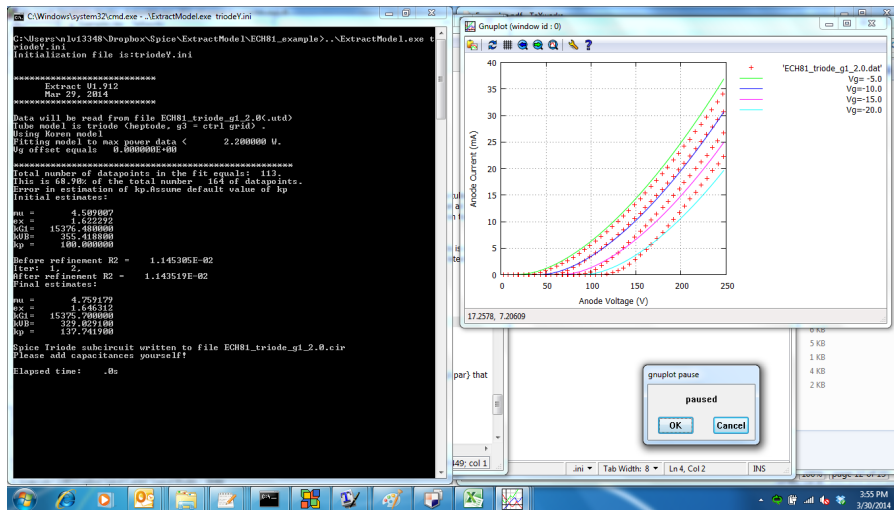 C:\Windows\system32\cmd.exe - ..\ExtractModel.exe triodeY.ini
C:\Users\nlvi3348\Dropbox\Spice\ExtractModel\ECH81_example>..\ExtractModel.exe t
riodeY.ini
Initialization file is:triodeY.ini
*****************************
Extract V1.912
Mar 29, 2014
*****************************
Data will be read from file ECH81_triode_g1_2.0(.utd)
Tube model is triode (heptode, g3 = ctrl grid) .
Using Koren model
Fitting model to max power data < 2.200000 W.
Vg offset equals 0.000000E+00
*********************************************************
Total number of datapoints in the fit equals: 113.
This is 68.90% of the total number 164 of datapoints.
Error in estimation of kp.Assume default value of kp
Initial estimates:
mu = 4.509007
ex = 1.622292
kG1= 15376.480000
kVB= 355.418800
kp = 100.000000
Before refinement R2 = 1.145305E-02
Iter: 1, 2,
After refinement R2 = 1.143519E-02
Final estimates:
mu = 4.759179
ex = 1.646312
kG1= 15375.700000
kVB= 329.029100
kp = 137.741900
Spice Triode subcircuit written to file ECH81_triode_g1_2.0.cir
Please add capacitances yourself!
Elapsed time: .0s
Gnuplot (window id : 0)
'ECH81_triode_g1_2.0.dat'
Vg= -5.0
Vg=-10.0
Vg=-15.0
Vg=-20.0
Anode Current (mA)
40
35
30
25
20
15
10
5
0
0 50 100 150 200 250
Anode Voltage (V)
17.2578, 7.20609
6 KB
5 KB
1 KB
4 KB
2 KB
par} that
gnuplot pause
paused
OK Cancel
449; col 1
.ini Tab Width: 8 Ln 4, Col 2 INS
3:55 PM
3/30/2014